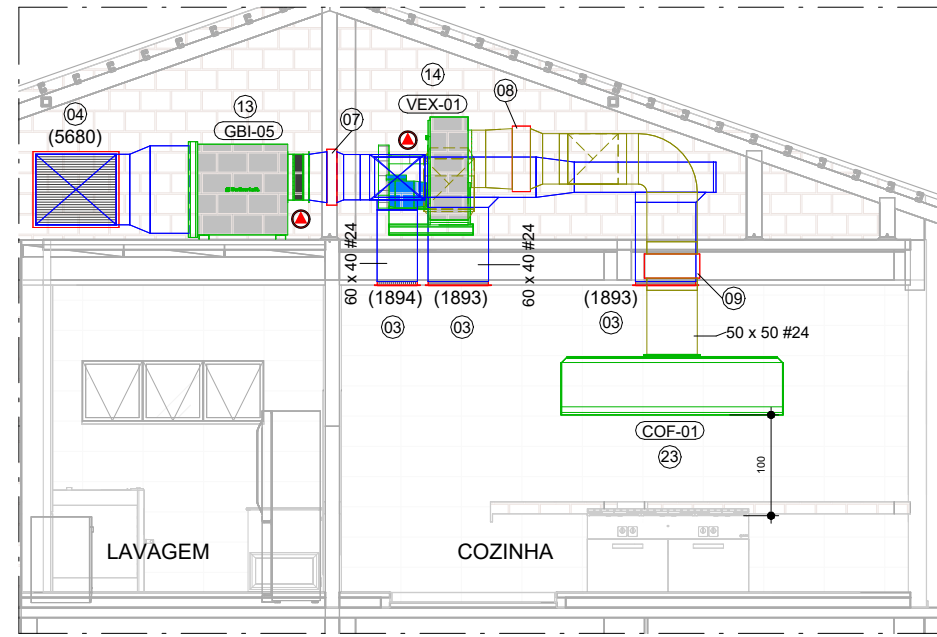 14
VEX-01
08
13
GBI-05
04
(5680)
07
60 x 40 #24
60 x 40 #24
(1894)
(1893)
(1893)
03
03
03
09
50 x 50 #24
COF-01
23
100
LAVAGEM
COZINHA